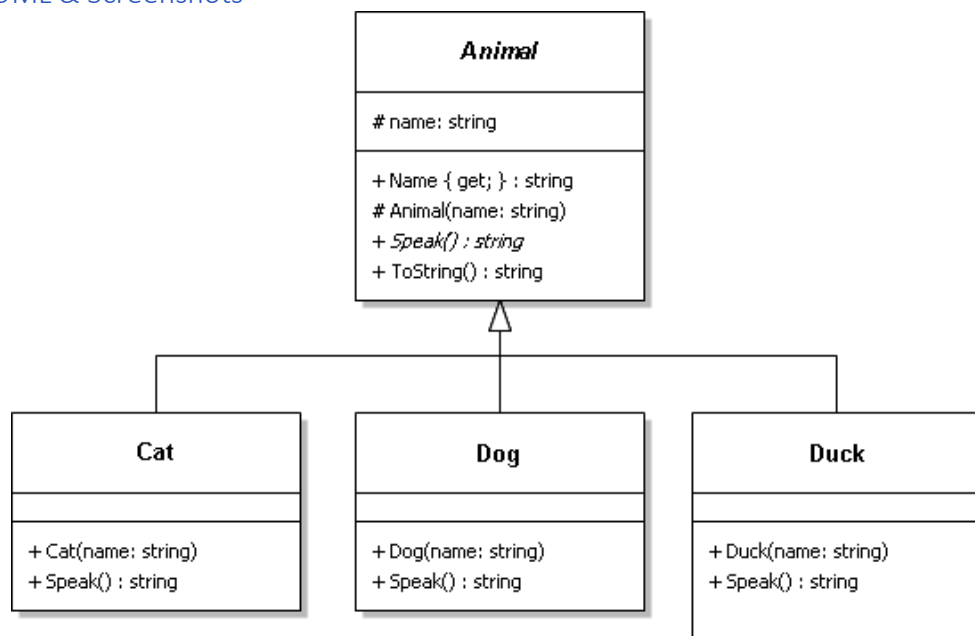 UML & Screenshots
Animal
# name: string
+ Name { get; } : string
# Animal(name: string)
+ Speak() : string
+ ToString() : string
Cat
+ Cat(name: string)
+ Speak() : string
Dog
+ Dog(name: string)
+ Speak() : string
Duck
+ Duck(name: string)
+ Speak() : string